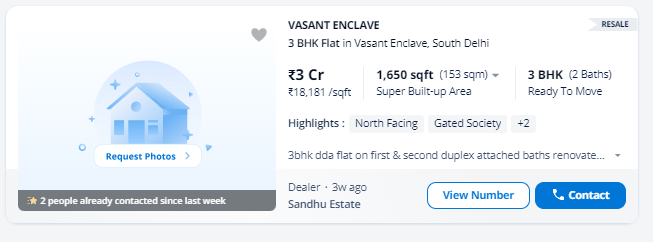 VASANT ENCLAVE
RESALE
3 BHK Flat in Vasant Enclave, South Delhi
₹3 Cr
₹18,181 /sqft
1,650 sqft (153 sqm)
Super Built-up Area
3 BHK (2 Baths)
Ready To Move
Highlights : North Facing Gated Society +2
3bhk dda flat on first & second duplex attached baths renovate...
Request Photos
2 people already contacted since last week
Dealer · 3w ago
Sandhu Estate
View Number
Contact